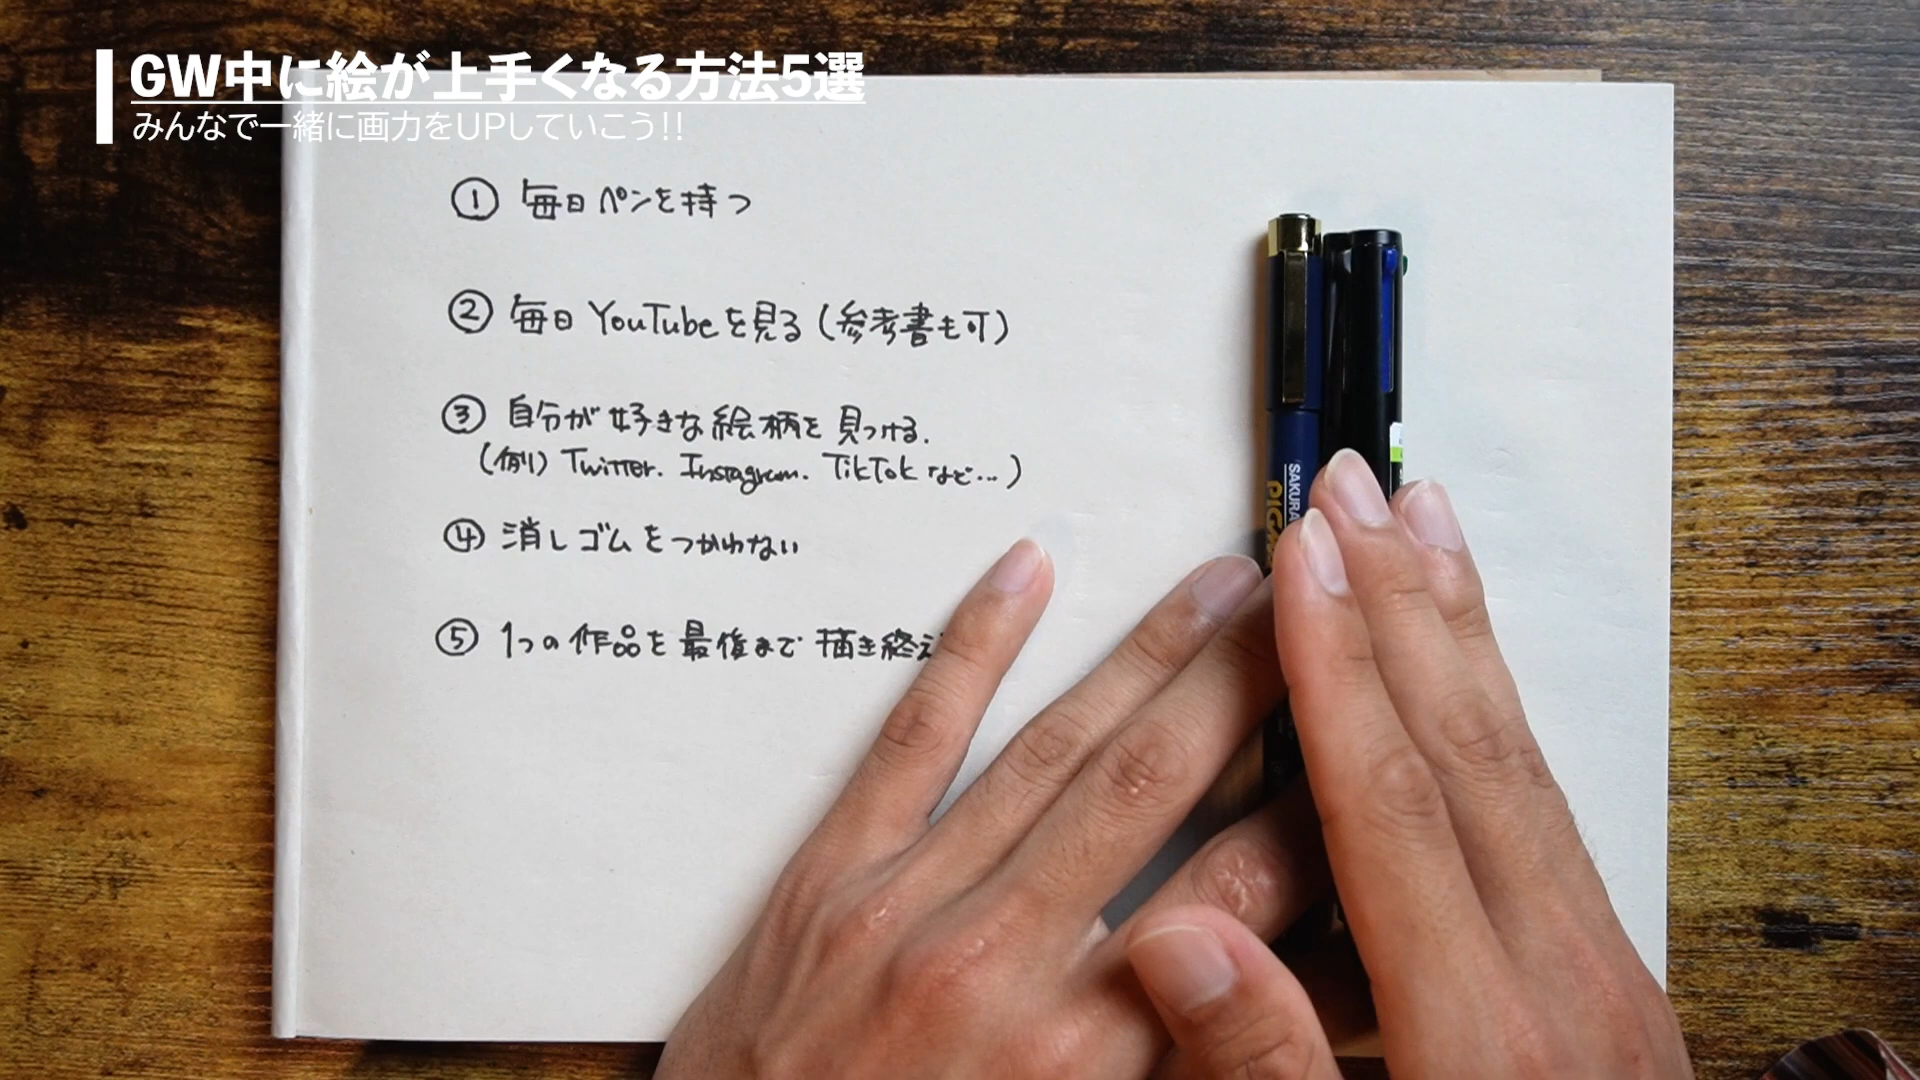 GW中に絵が上手くなる方法5選
みんなで一緒に画力をUPしていこう!!
① 毎日ペンを持つ
② 毎日YouTubeを見る(参考書も可)
③ 自分が好きな絵柄を見つける.
(例) Twitter. Instagram. TikTok など…)
④ 消しゴムをつかわない
⑤ 1つの作品を最後まで描き終え
SAKURA